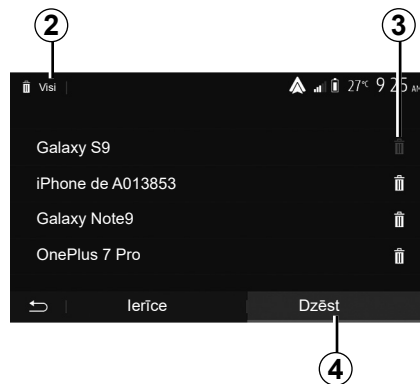 2 3
Visi 27°C 9 25 AM
Galaxy S9
iPhone de A013853
Galaxy Note9
OnePlus 7 Pro
Ierīce Dzēst
4